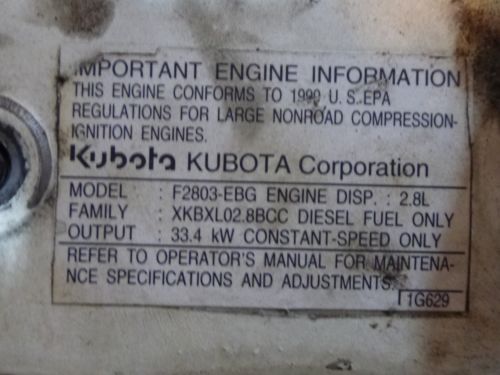 IMPORTANT ENGINE INFORMATION
THIS ENGINE CONFORMS TO 1999 U.S.EPA
REGULATIONS FOR LARGE NONROAD COMPRESSION-
IGNITION ENGINES.
Kubota KUBOTA Corporation
MODEL : F2803-EBG ENGINE DISP. : 2.8L
FAMILY : XKBXL02.8BCC DIESEL FUEL ONLY
OUTPUT : 33.4 kW CONSTANT-SPEED ONLY
REFER TO OPERATOR'S MANUAL FOR MAINTENA-
NCE SPECIFICATIONS AND ADJUSTMENTS.
1G629